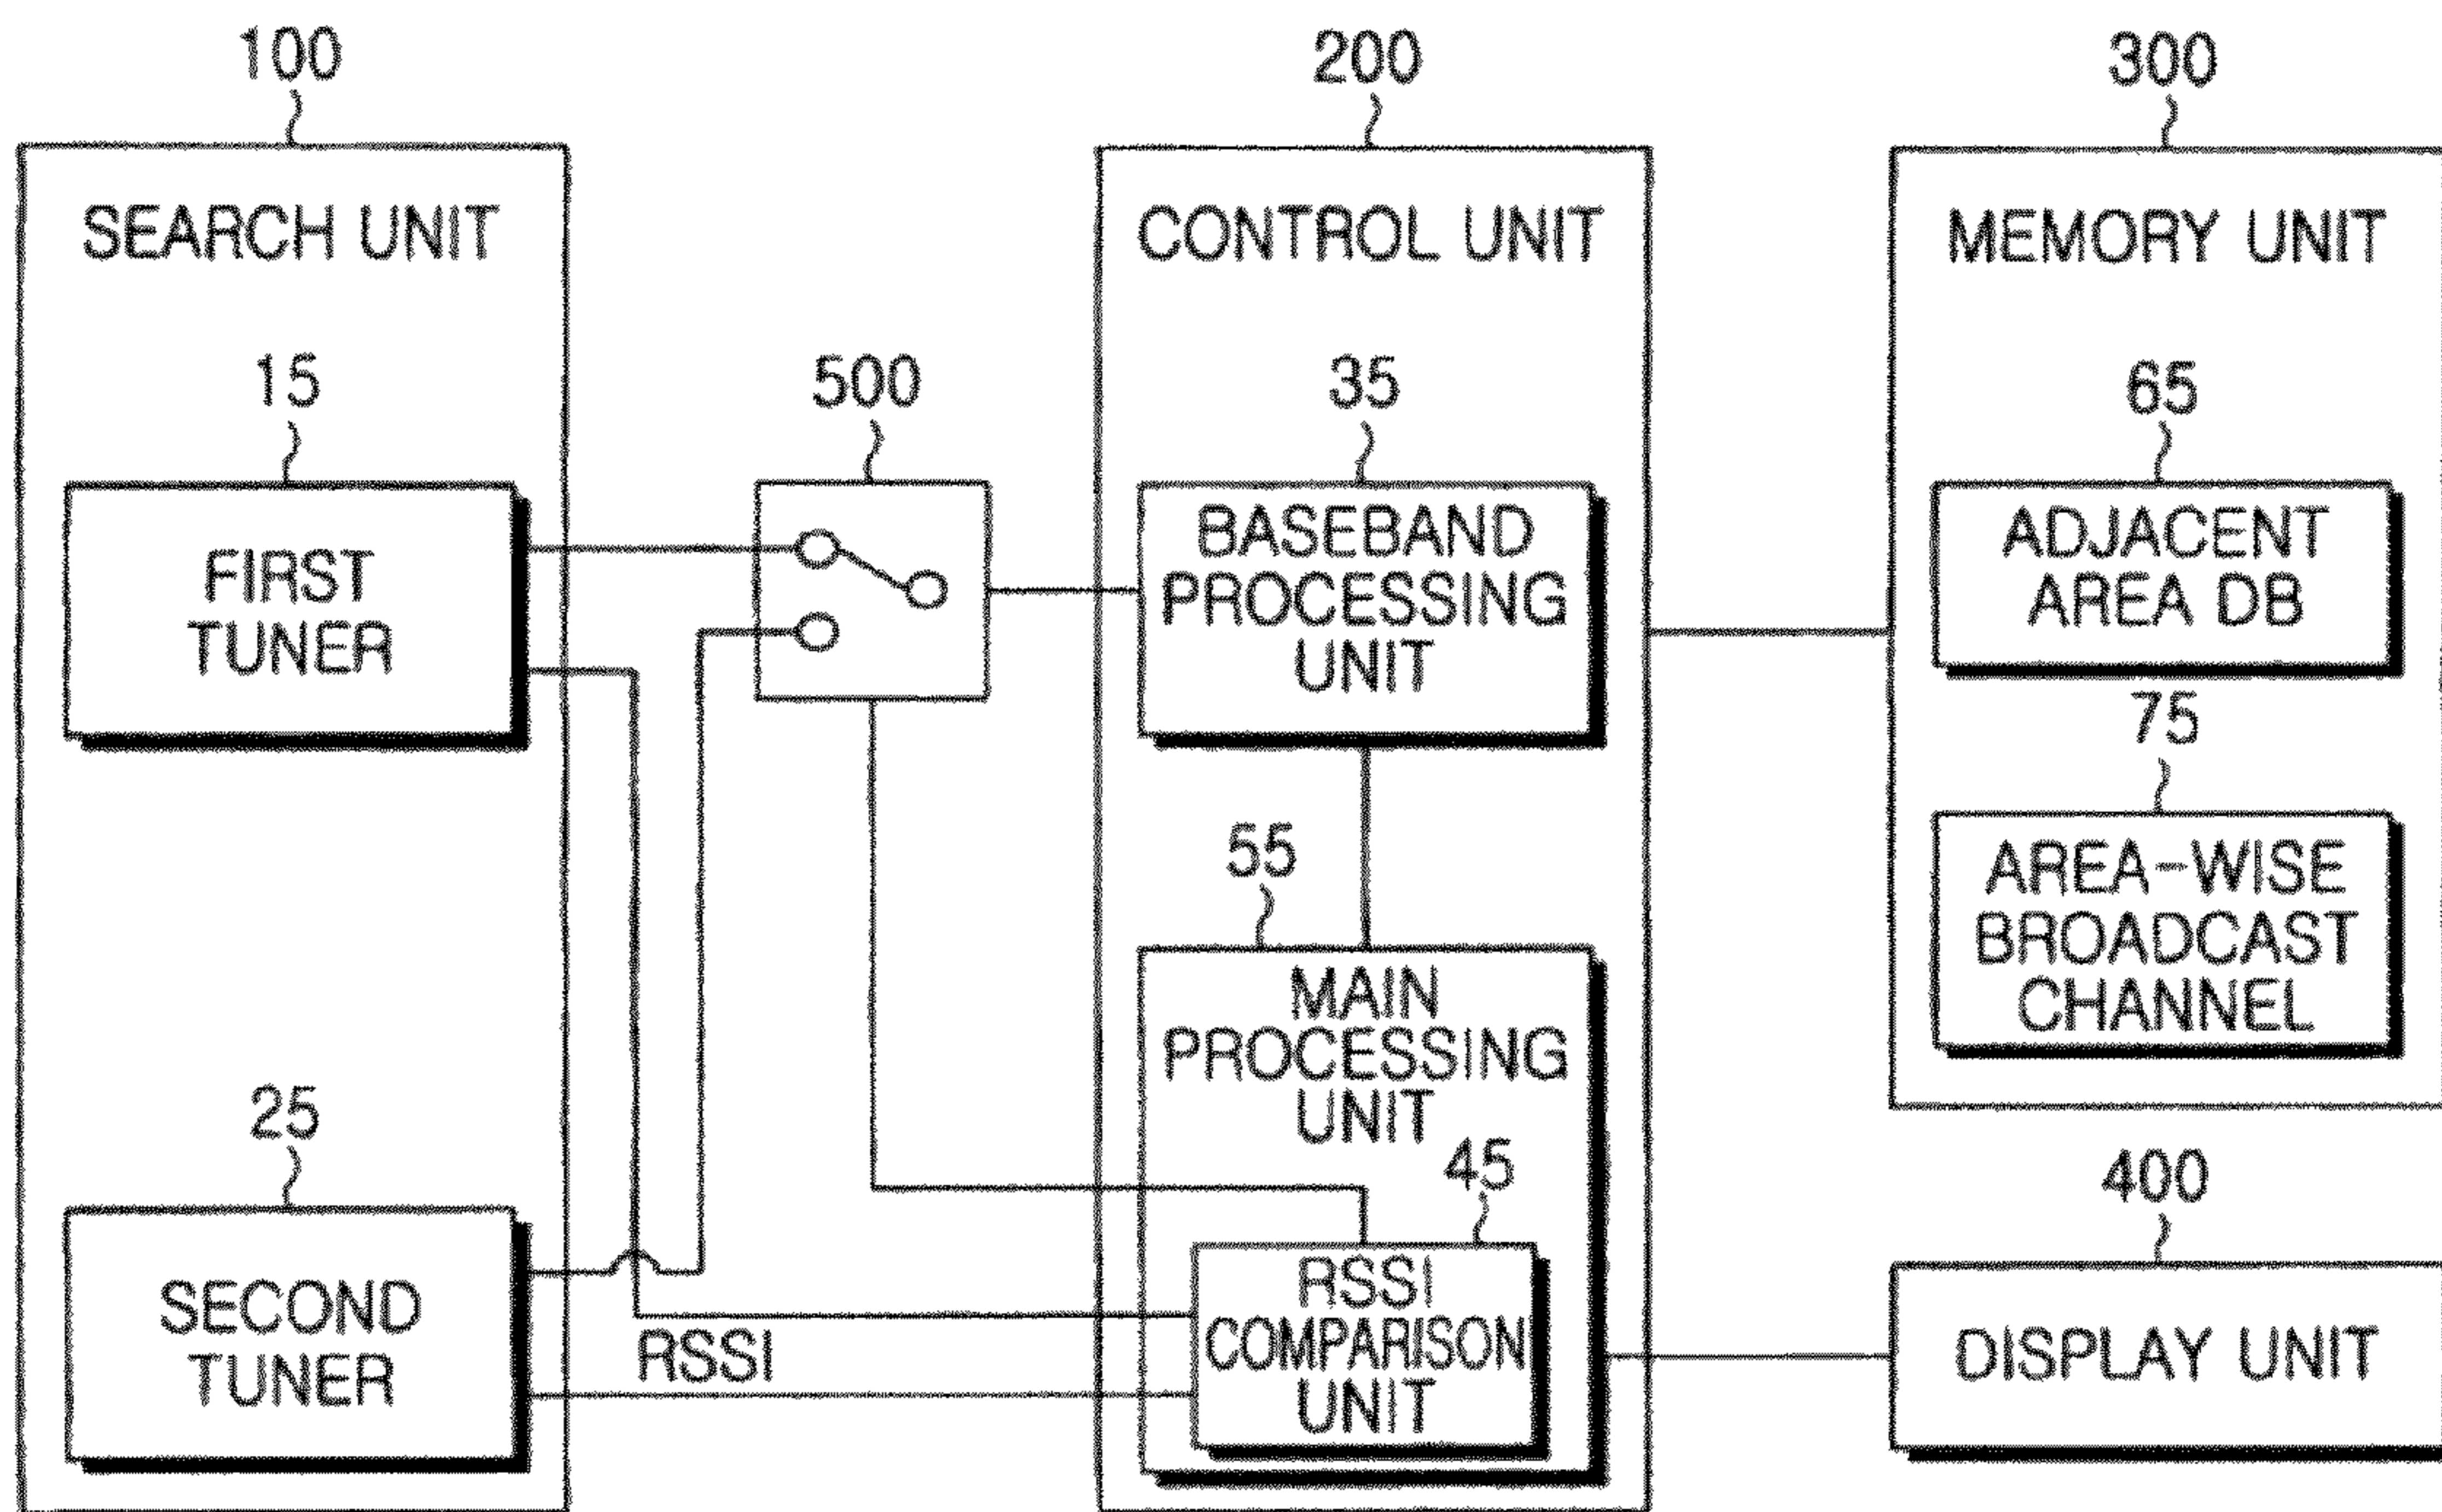 100
200
300
SEARCH UNIT
CONTROL UNIT
MEMORY UNIT
15
500
35
65
FIRST
TUNER
BASEBAND
PROCESSING
UNIT
ADJACENT
AREA DB
75
55
AREA-WISE
BROADCAST
CHANNEL
MAIN
PROCESSING
UNIT
25
45
400
SECOND
TUNER
RSSI
RSSI
COMPARISON
UNIT
DISPLAY UNIT